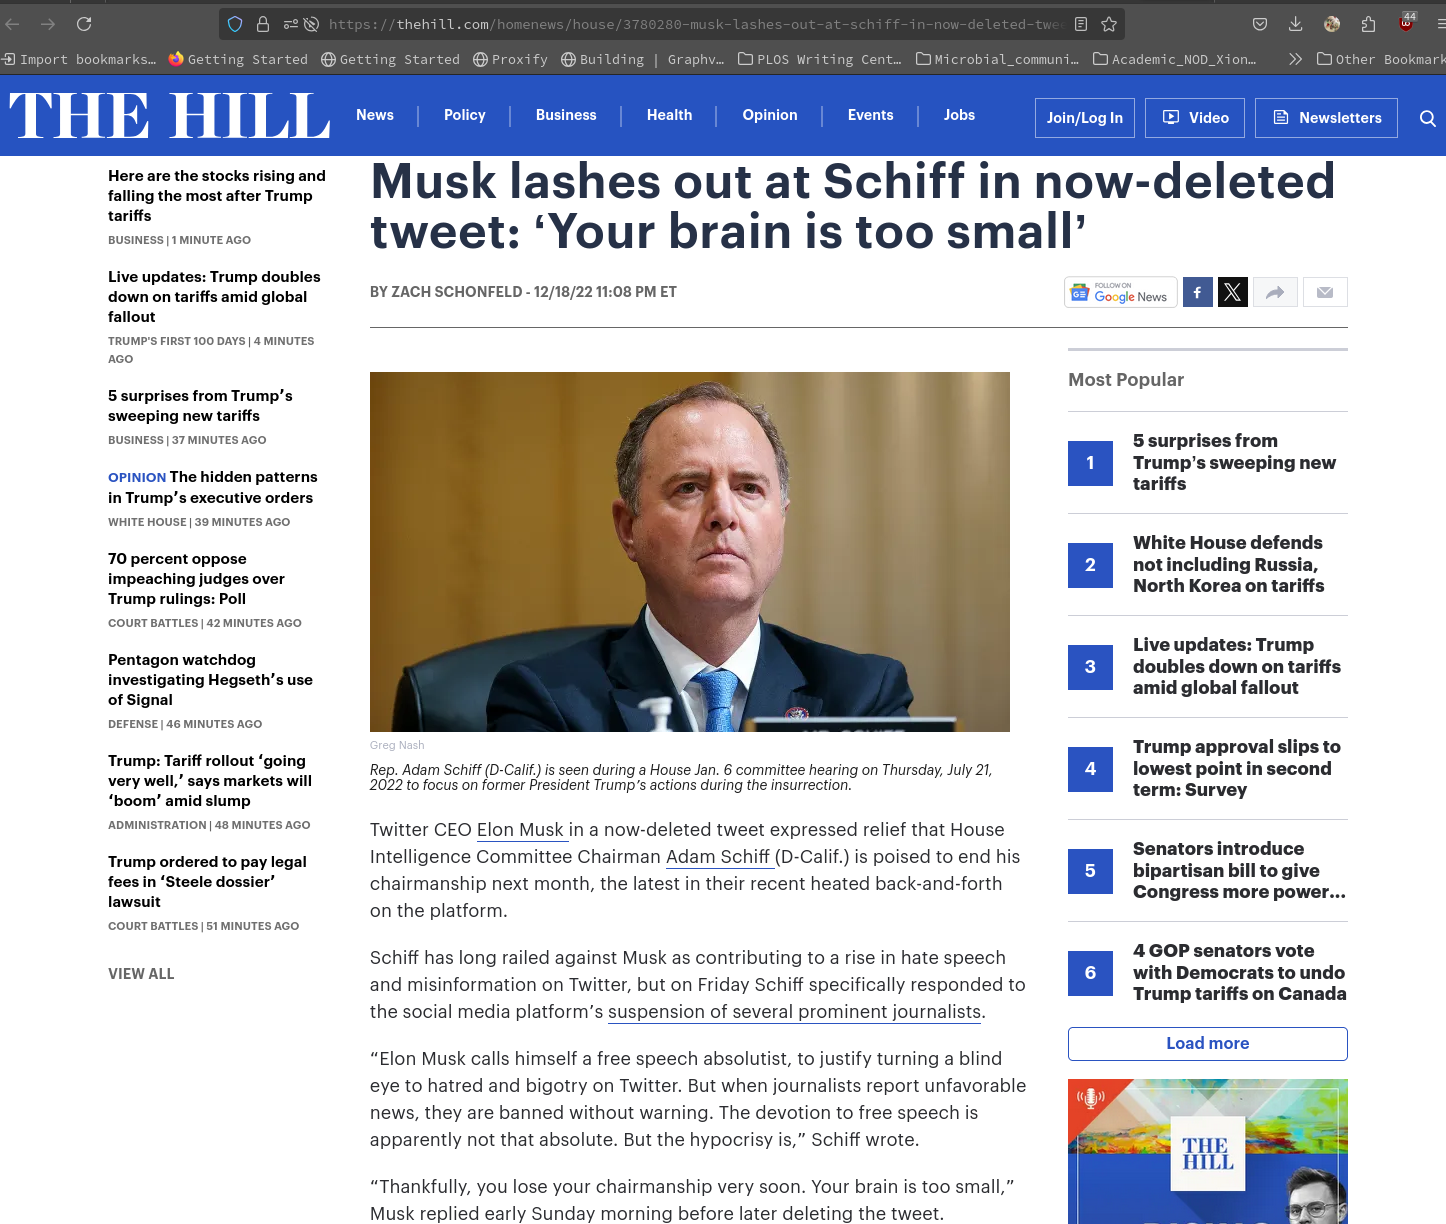 https://thehill.com/homenews/house/3780280-musk-lashes-out-at-schiff-in-now-deleted-twee
44
Import bookmarks...
Getting Started
Getting Started
Proxify
Building | Graphv...
PLOS Writing Cent...
Microbial_communi...
Academic_NOD_Xion...
Other Bookmark
THE HILL
News
Policy
Business
Health
Opinion
Events
Jobs
Join/Log In
Video
Newsletters
Here are the stocks rising and
falling the most after Trump
tariffs
BUSINESS | 1 MINUTE AGO
Live updates: Trump doubles
down on tariffs amid global
fallout
TRUMP'S FIRST 100 DAYS | 4 MINUTES
AGO
5 surprises from Trump’s
sweeping new tariffs
BUSINESS | 37 MINUTES AGO
OPINION The hidden patterns
in Trump’s executive orders
WHITE HOUSE | 39 MINUTES AGO
70 percent oppose
impeaching judges over
Trump rulings: Poll
COURT BATTLES | 42 MINUTES AGO
Pentagon watchdog
investigating Hegseth’s use
of Signal
DEFENSE | 46 MINUTES AGO
Trump: Tariff rollout ‘going
very well,’ says markets will
‘boom’ amid slump
ADMINISTRATION | 48 MINUTES AGO
Trump ordered to pay legal
fees in ‘Steele dossier’
lawsuit
COURT BATTLES | 51 MINUTES AGO
VIEW ALL
Musk lashes out at Schiff in now-deleted
tweet: ‘Your brain is too small’
BY ZACH SCHONFELD - 12/18/22 11:08 PM ET
FOLLOW ON
Google News
Greg Nash
Rep. Adam Schiff (D-Calif.) is seen during a House Jan. 6 committee hearing on Thursday, July 21,
2022 to focus on former President Trump’s actions during the insurrection.
Twitter CEO Elon Musk in a now-deleted tweet expressed relief that House
Intelligence Committee Chairman Adam Schiff (D-Calif.) is poised to end his
chairmanship next month, the latest in their recent heated back-and-forth
on the platform.
Schiff has long railed against Musk as contributing to a rise in hate speech
and misinformation on Twitter, but on Friday Schiff specifically responded to
the social media platform’s suspension of several prominent journalists.
“Elon Musk calls himself a free speech absolutist, to justify turning a blind
eye to hatred and bigotry on Twitter. But when journalists report unfavorable
news, they are banned without warning. The devotion to free speech is
apparently not that absolute. But the hypocrisy is,” Schiff wrote.
“Thankfully, you lose your chairmanship very soon. Your brain is too small,”
Musk replied early Sunday morning before later deleting the tweet.
Most Popular
1
5 surprises from
Trump’s sweeping new
tariffs
2
White House defends
not including Russia,
North Korea on tariffs
3
Live updates: Trump
doubles down on tariffs
amid global fallout
4
Trump approval slips to
lowest point in second
term: Survey
5
Senators introduce
bipartisan bill to give
Congress more power...
6
4 GOP senators vote
with Democrats to undo
Trump tariffs on Canada
Load more
THE
HILL